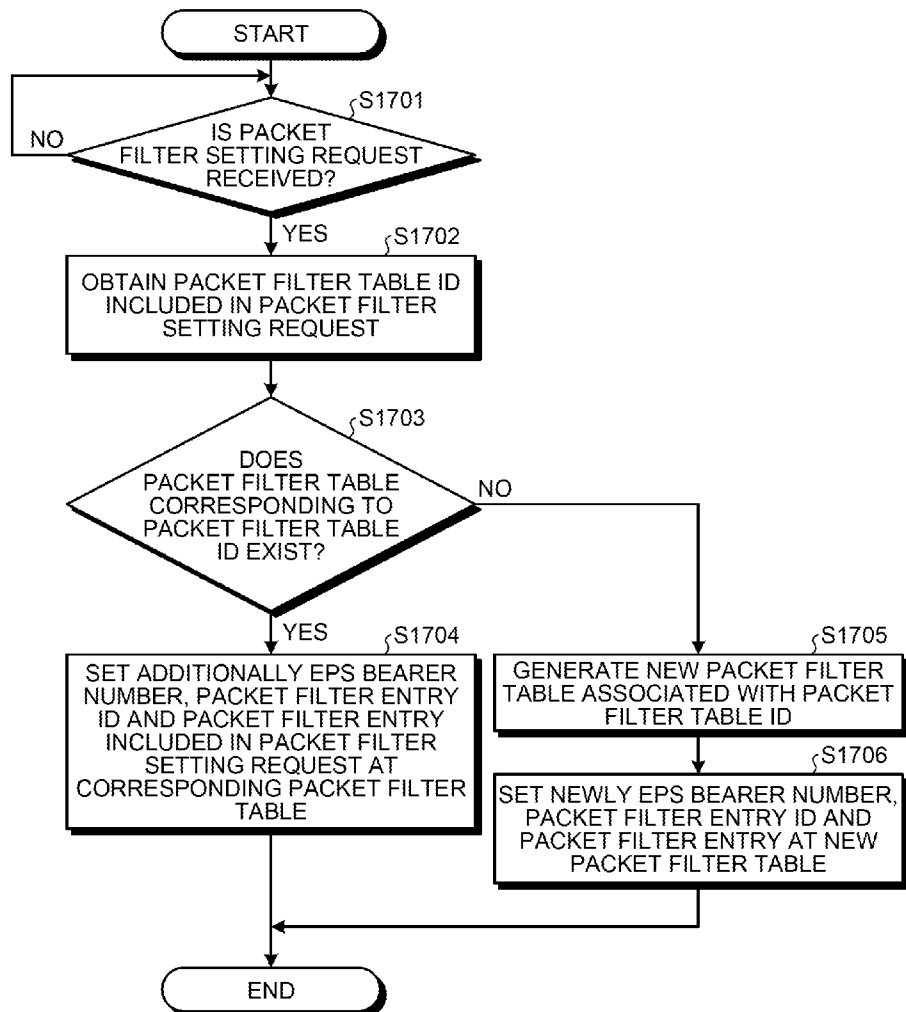 START
S1701
NO
IS PACKET
FILTER SETTING REQUEST
RECEIVED?
YES
S1702
OBTAIN PACKET FILTER TABLE ID
INCLUDED IN PACKET FILTER
SETTING REQUEST
S1703
DOES
PACKET FILTER TABLE
CORRESPONDING TO
PACKET FILTER TABLE
ID EXIST?
NO
YES
S1704
SET ADDITIONALLY EPS BEARER
NUMBER, PACKET FILTER ENTRY
ID AND PACKET FILTER ENTRY
INCLUDED IN PACKET FILTER
SETTING REQUEST AT
CORRESPONDING PACKET FILTER
TABLE
S1705
GENERATE NEW PACKET FILTER
TABLE ASSOCIATED WITH PACKET
FILTER TABLE ID
S1706
SET NEWLY EPS BEARER NUMBER,
PACKET FILTER ENTRY ID AND
PACKET FILTER ENTRY AT NEW
PACKET FILTER TABLE
END